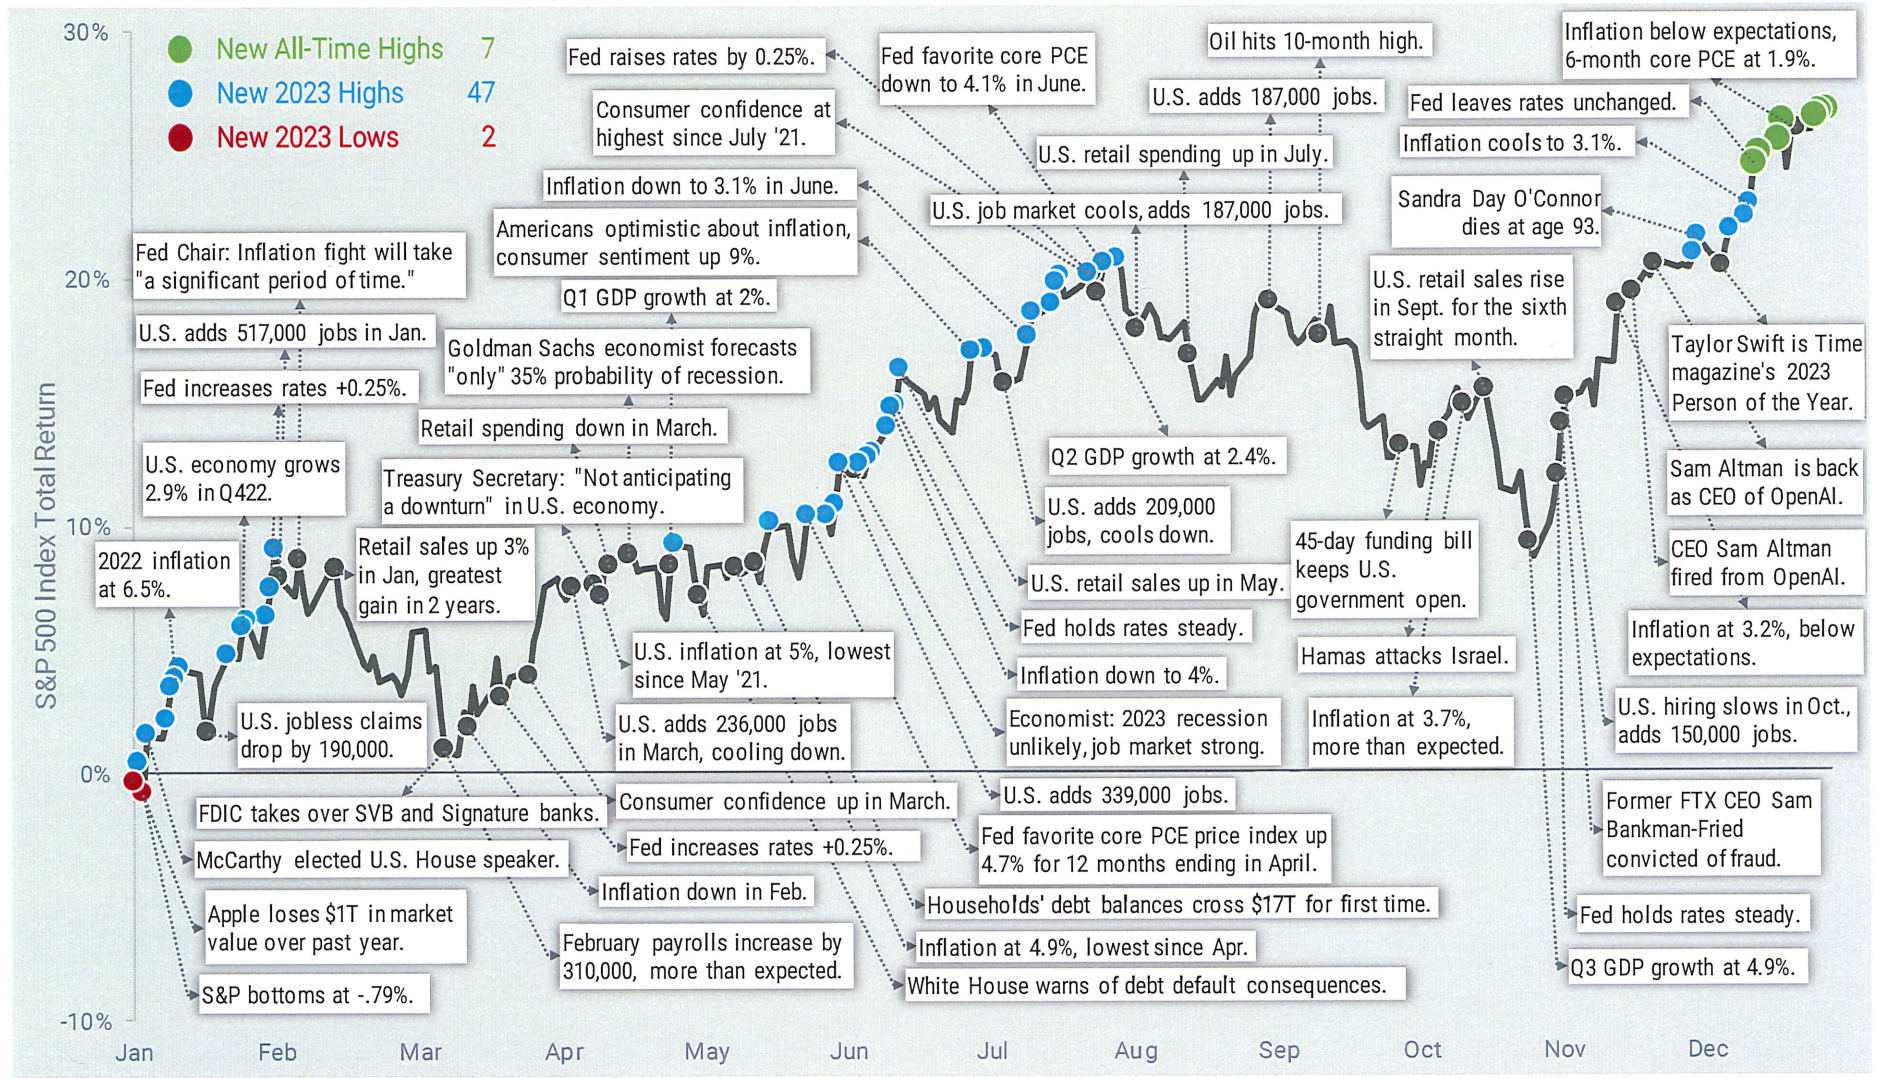 30%
New All-Time Highs 7
New 2023 Highs 47
New 2023 Lows 2
Fed raises rates by 0.25%.
Consumer confidence at
highest since July '21.
Inflation down to 3.1% in June.
Americans optimistic about inflation,
consumer sentiment up 9%.
Q1 GDP growth at 2%.
Fed favorite core PCE
down to 4.1% in June.
Oil hits 10-month high.
U.S. adds 187,000 jobs.
U.S. retail spending up in July.
U.S. job market cools, adds 187,000 jobs.
Inflation below expectations,
6-month core PCE at 1.9%.
Fed leaves rates unchanged.
Inflation cools to 3.1%.
Sandra Day O'Connor
dies at age 93.
U.S. retail sales rise
in Sept. for the sixth
straight month.
Fed Chair: Inflation fight will take
"a significant period of time."
20%
U.S. adds 517,000 jobs in Jan.
Fed increases rates +0.25%.
U.S. economy grows
2.9% in Q422.
2022 inflation
at 6.5%.
Goldman Sachs economist forecasts
"only" 35% probability of recession.
Retail spending down in March.
Treasury Secretary: "Not anticipating
a downturn" in U.S. economy.
Retail sales up 3%
in Jan, greatest
gain in 2 years.
S&P 500 Index Total Return
10%
Taylor Swift is Time
magazine's 2023
Person of the Year.
Sam Altman is back
as CEO of OpenAI.
CEO Sam Altman
fired from OpenAI.
Inflation at 3.2%, below
expectations.
U.S. hiring slows in Oct.,
adds 150,000 jobs.
Q2 GDP growth at 2.4%.
U.S. adds 209,000
jobs, cools down.
U.S. retail sales up in May.
Fed holds rates steady.
Inflation down to 4%.
Economist: 2023 recession
unlikely, job market strong.
45-day funding bill
keeps U.S.
government open.
Hamas attacks Israel.
Inflation at 3.7%,
more than expected.
U.S. jobless claims
drop by 190,000.
U.S. inflation at 5%, lowest
since May '21.
U.S. adds 236,000 jobs
in March, cooling down.
0%
FDIC takes over SVB and Signature banks.
Consumer confidence up in March.
U.S. adds 339,000 jobs.
McCarthy elected U.S. House speaker.
Fed increases rates +0.25%.
Fed favorite core PCE price index up
4.7% for 12 months ending in April.
Former FTX CEO Sam
Bankman-Fried
convicted of fraud.
Inflation down in Feb.
Apple loses $1T in market
value over past year.
Households' debt balances cross $17T for first time.
Fed holds rates steady.
February payrolls increase by
310,000, more than expected.
Inflation at 4.9%, lowest since Apr.
Q3 GDP growth at 4.9%.
S&P bottoms at -.79%.
White House warns of debt default consequences.
-10%
Jan Feb Mar Apr May Jun Jul Aug Sep Oct Nov Dec